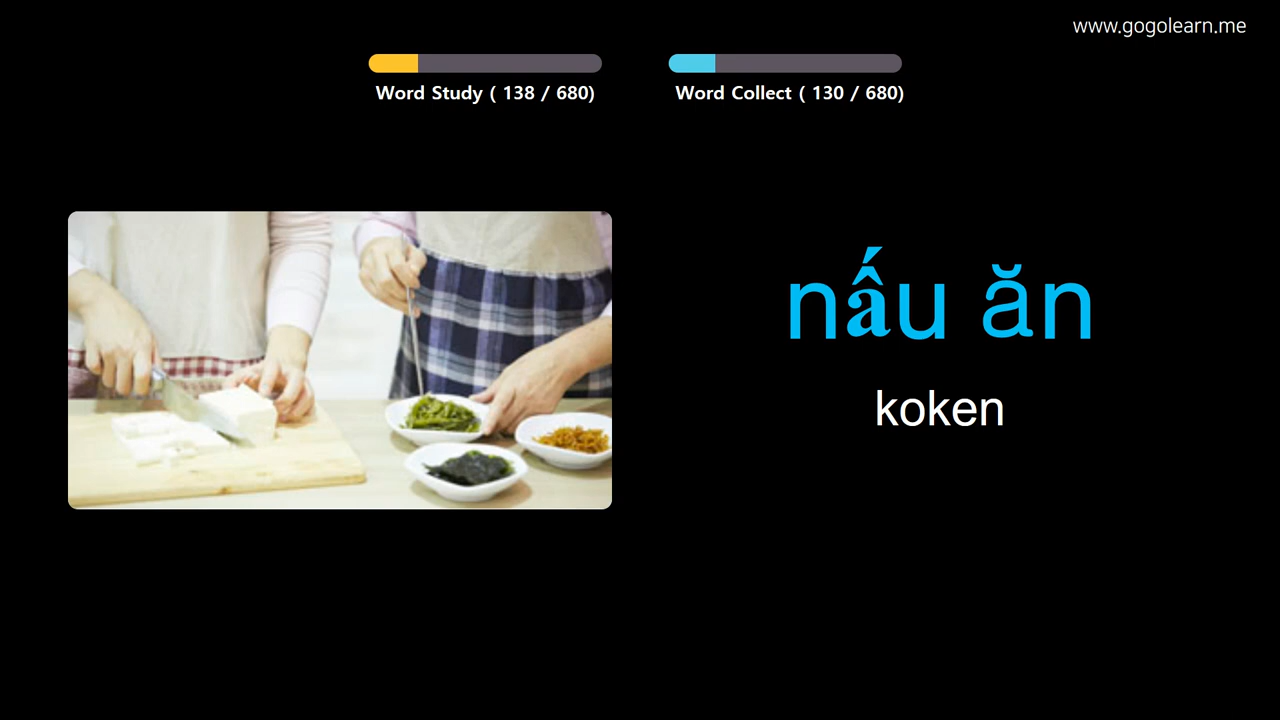 www.gogolearn.me
Word Study ( 138 / 680)
Word Collect ( 130 / 680)
nấu ăn
koken